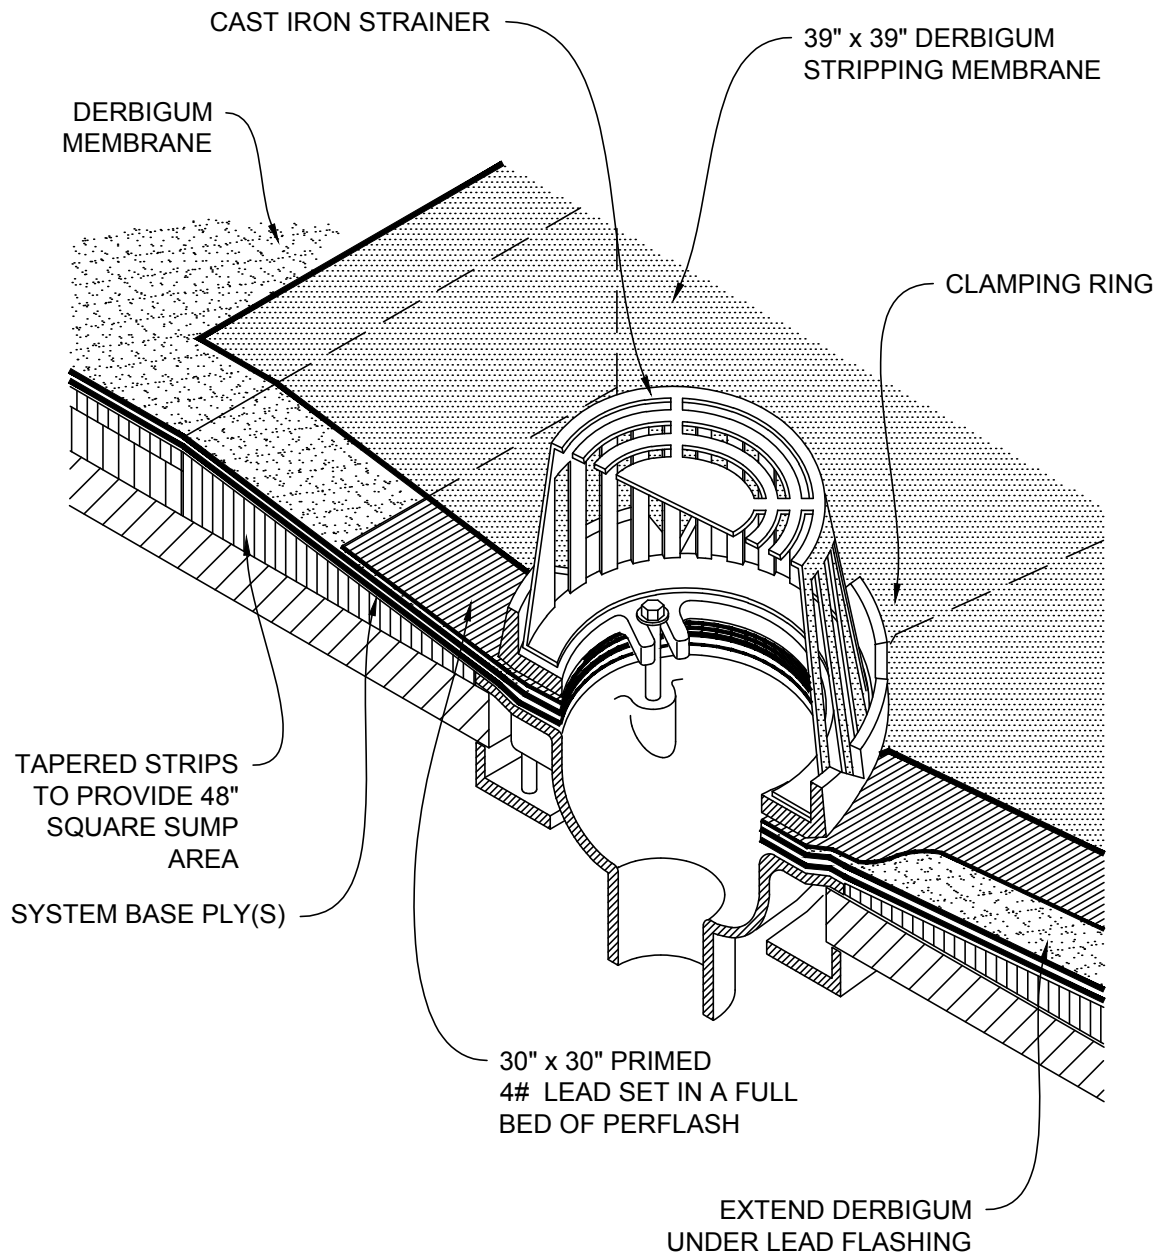 CAST IRON STRAINER
39" x 39" DERBIGUM
STRIPPING MEMBRANE
DERBIGUM
MEMBRANE
CLAMPING RING
TAPERED STRIPS
TO PROVIDE 48"
SQUARE SUMP
AREA
SYSTEM BASE PLY(S)
30" x 30" PRIMED
4# LEAD SET IN A FULL
BED OF PERFLASH
EXTEND DERBIGUM
UNDER LEAD FLASHING